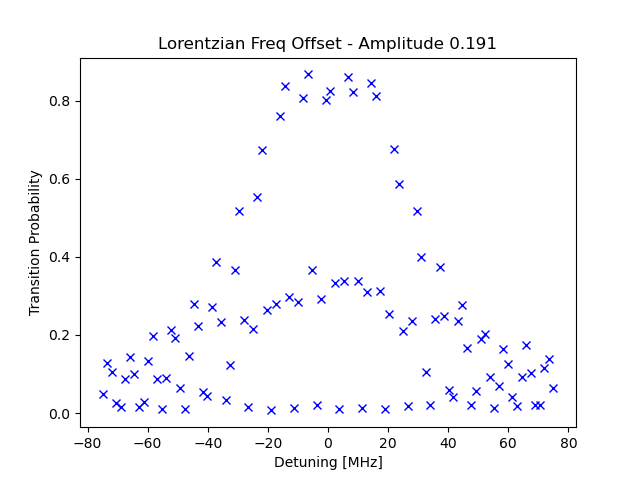 Lorentzian Freq Offset - Amplitude 0.191
0.8
0.6
0.4
0.2
0.0
Transition Probability
−80 −60 −40 −20 0 20 40 60 80
Detuning [MHz]